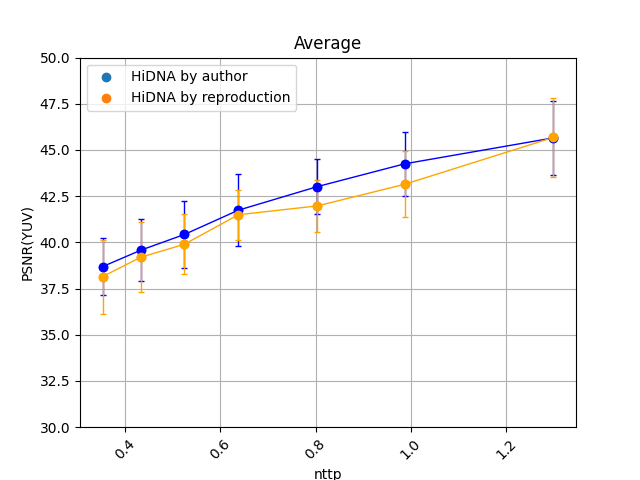 Average
HiDNA by author
HiDNA by reproduction
PSNR(YUV)
50.0
47.5
45.0
42.5
40.0
37.5
35.0
32.5
30.0
0.4
0.6
0.8
1.0
1.2
nttp